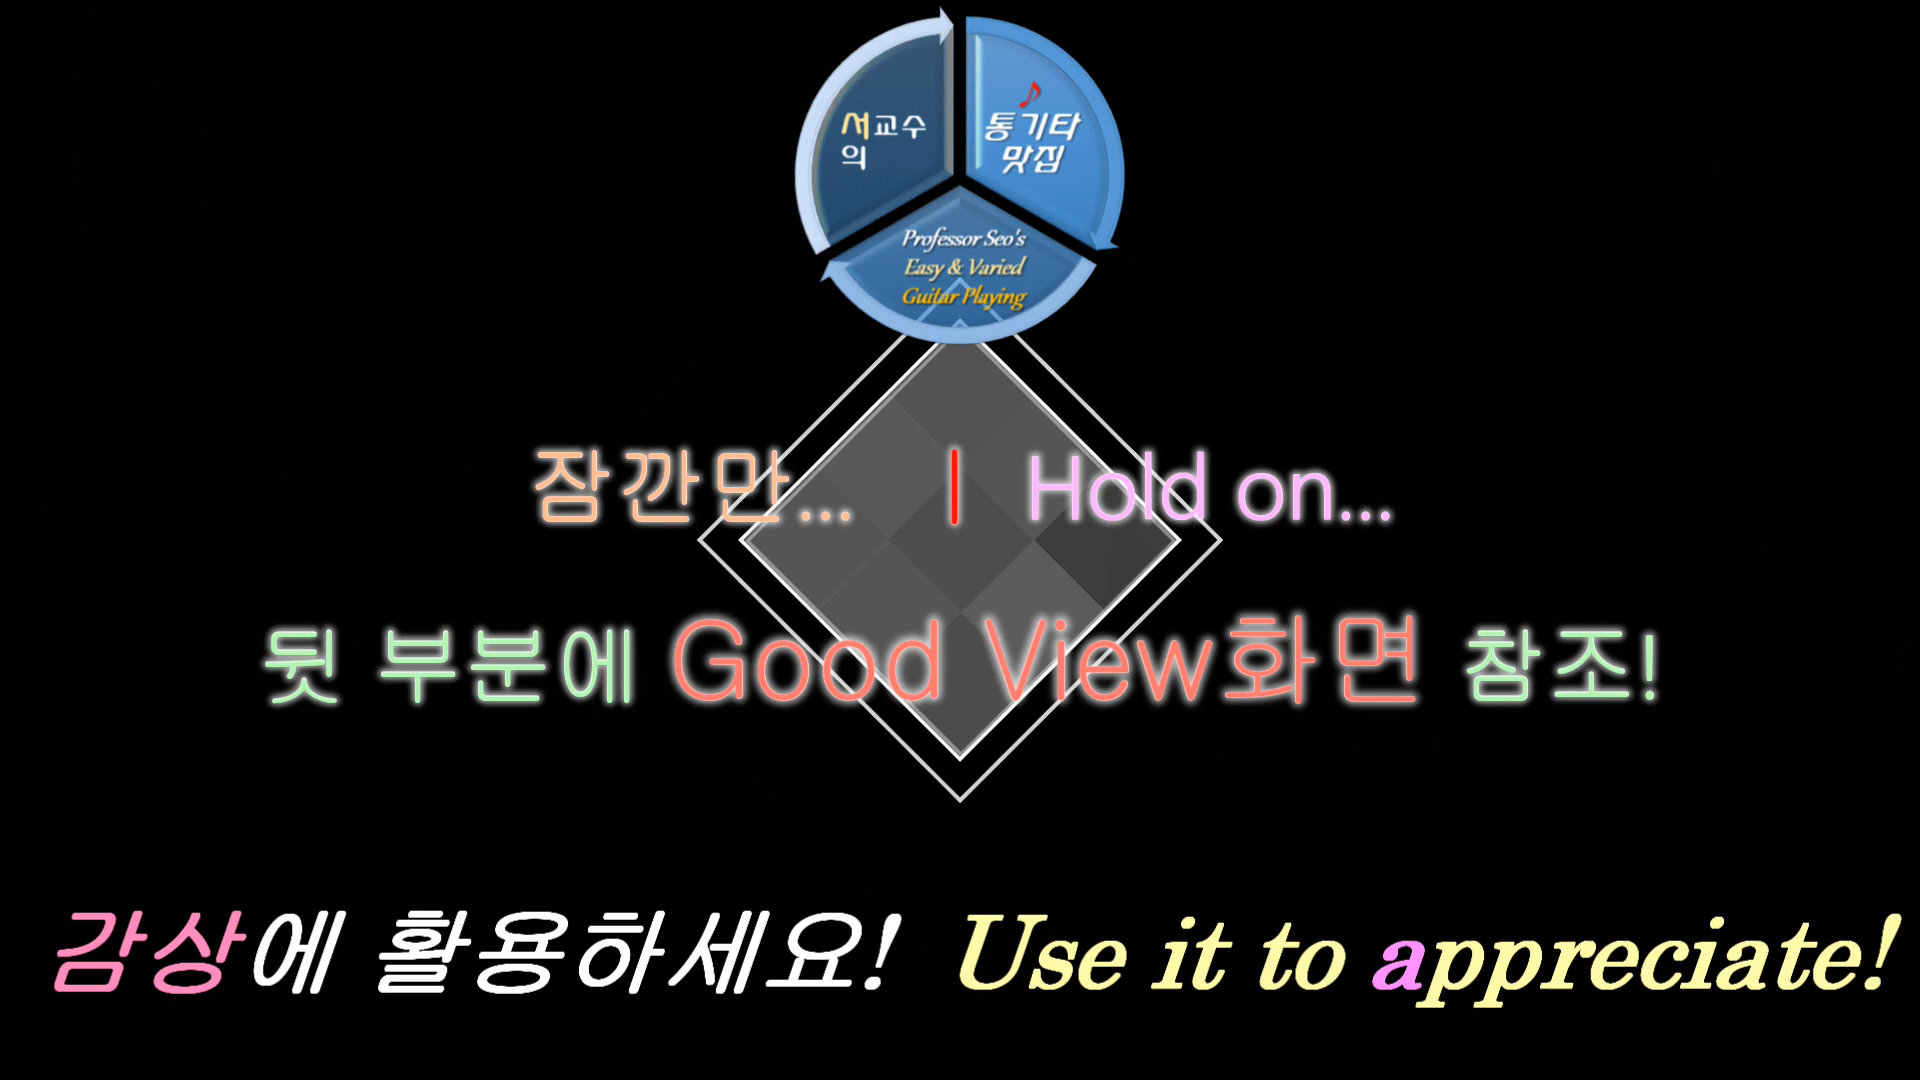 서교수
의
통기타
맛집
Professor Seo's
Easy & Varied
Guitar Playing
잠깐만... | Hold on...
뒷 부분에 Good View화면 참조!
감상에 활용하세요! Use it to appreciate!